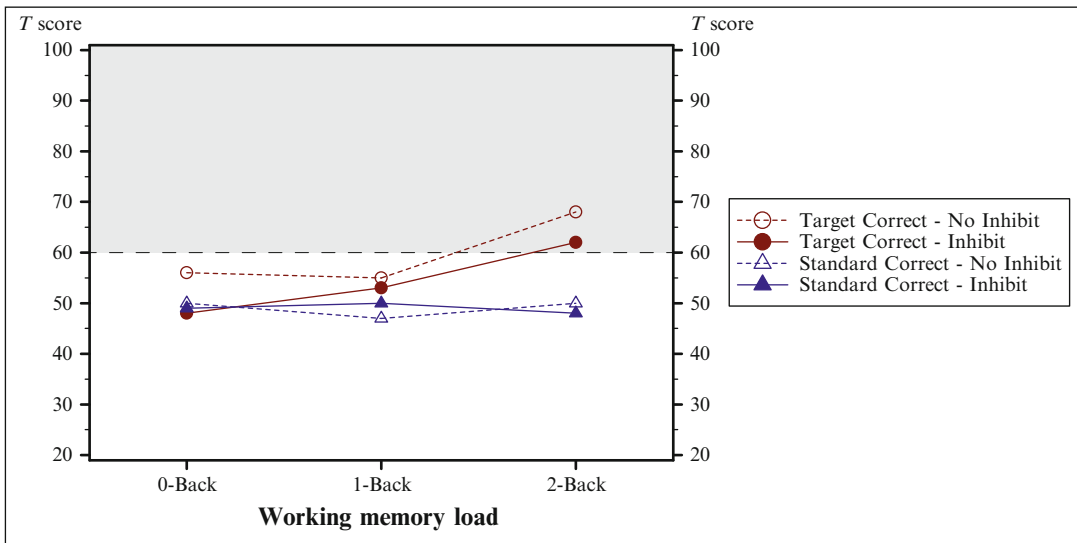 T score
T score
100
90
80
70
60
50
40
30
20
100
90
80
70
60
50
40
30
20
0-Back
1-Back
2-Back
Working memory load
Target Correct - No Inhibit
Target Correct - Inhibit
Standard Correct - No Inhibit
Standard Correct - Inhibit